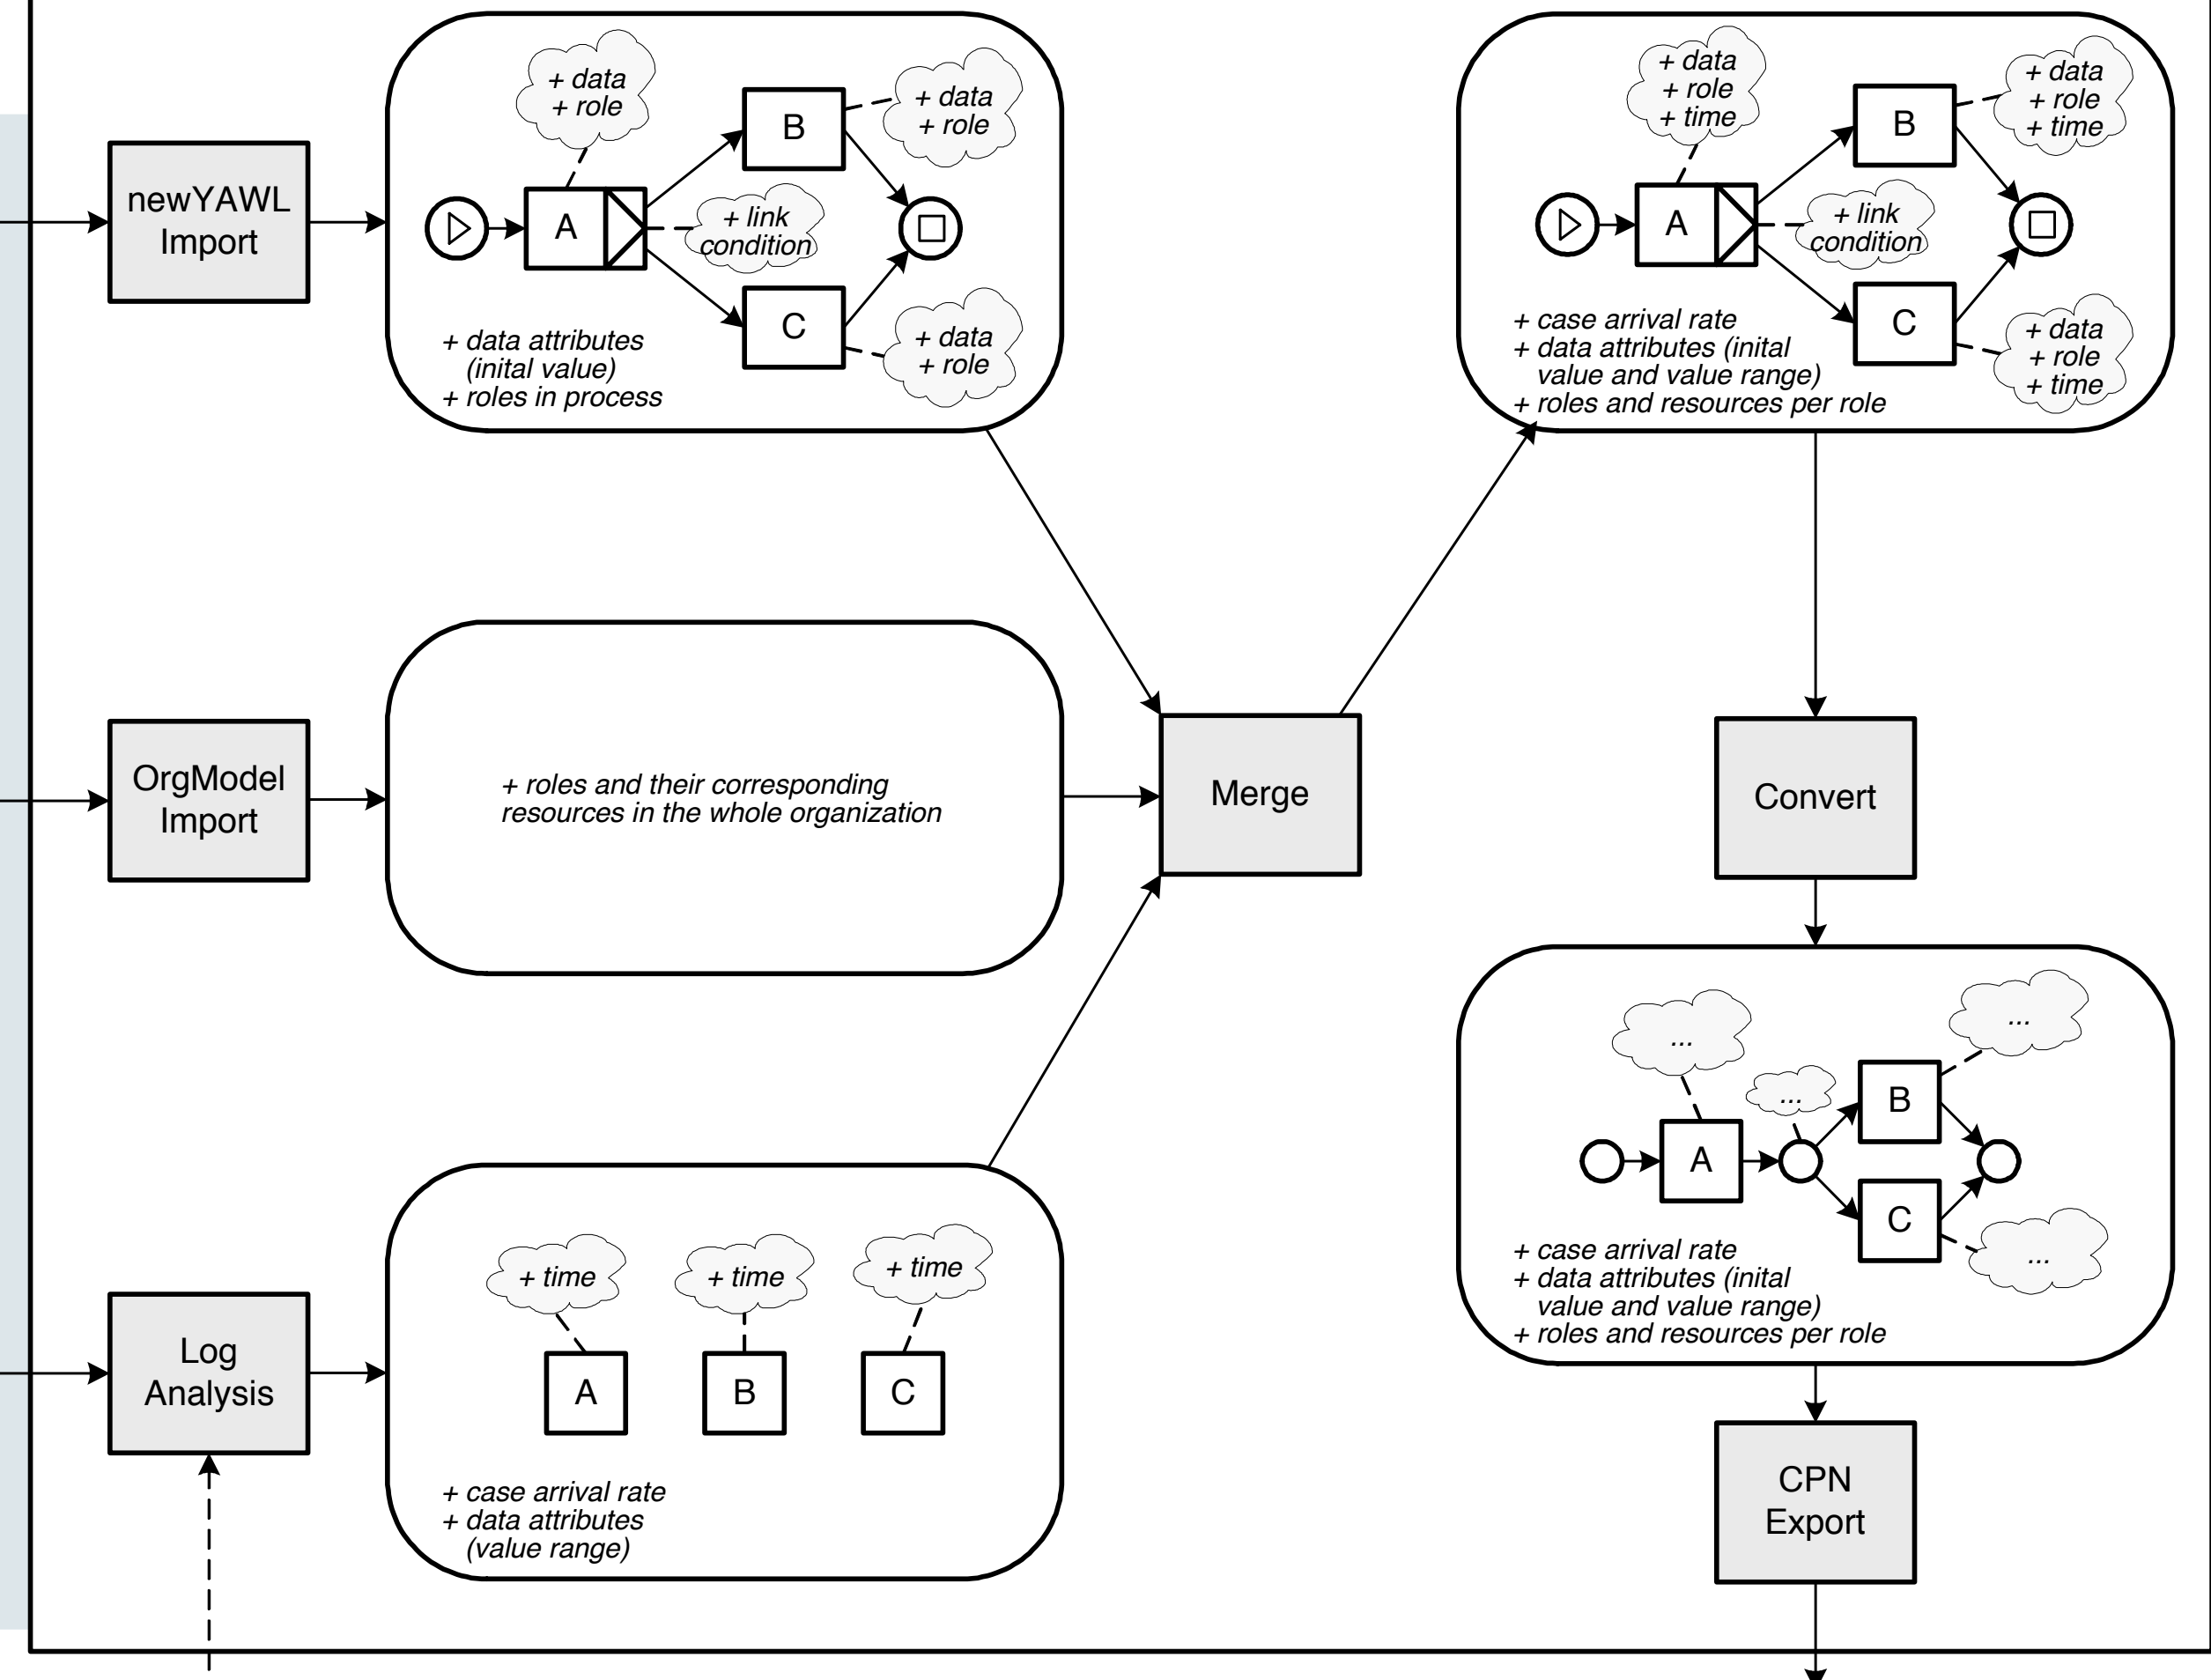 newYAWL
Import
+ data
+ role
A
B
+ data
+ role
+ link
condition
C
+ data
+ role
+ data attributes
(inital value)
+ roles in process
+ data
+ role
+ time
A
B
+ data
+ role
+ time
+ link
condition
C
+ data
+ role
+ time
+ case arrival rate
+ data attributes (inital
value and value range)
+ roles and resources per role
OrgModel
Import
+ roles and their corresponding
resources in the whole organization
Merge
Convert
Log
Analysis
+ time
+ time
+ time
A
B
C
+ case arrival rate
+ data attributes
(value range)
...
...
...
A
B
C
...
+ case arrival rate
+ data attributes (inital
value and value range)
+ roles and resources per role
CPN
Export